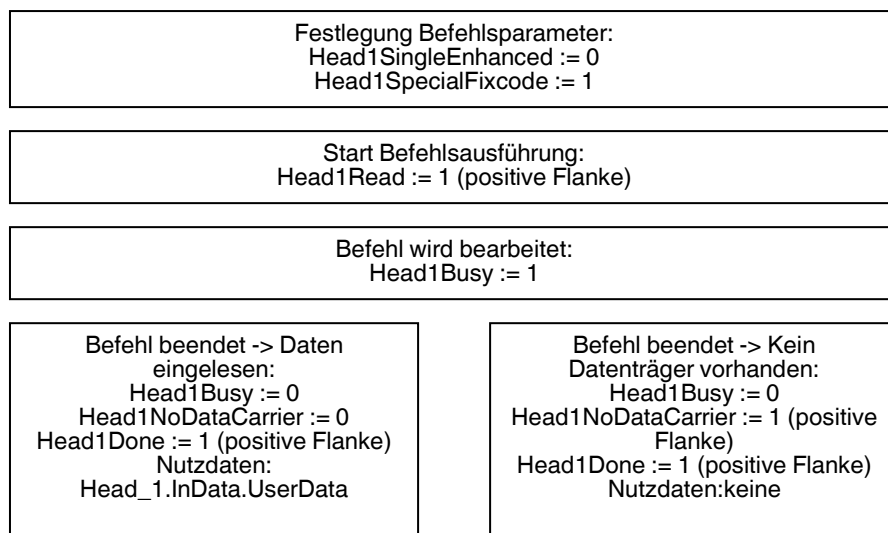 Festlegung Befehlsparameter:
Head1SingleEnhanced := 0
Head1SpecialFixcode := 1
Start Befehlsausführung:
Head1Read := 1 (positive Flanke)
Befehl wird bearbeitet:
Head1Busy := 1
Befehl beendet -> Daten
eingelesen:
Head1Busy := 0
Head1NoDataCarrier := 0
Head1Done := 1 (positive Flanke)
Nutzdaten:
Head_1.InData.UserData
Befehl beendet -> Kein
Datenträger vorhanden:
Head1Busy := 0
Head1NoDataCarrier := 1 (positive
Flanke)
Head1Done := 1 (positive Flanke)
Nutzdaten:keine